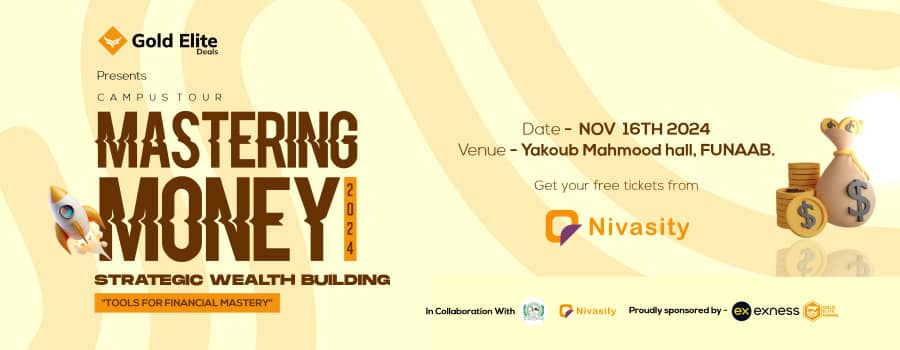 Gold Elite
Deals
Presents
CAMPUS TOUR
MASTERING
MONEY
2024
STRATEGIC WEALTH BUILDING
"TOOLS FOR FINANCIAL MASTERY"
Date - NOV 16TH 2024
Venue - Yakoub Mahmood hall, FUNAAB.
Get your free tickets from
Nivasity
$
$
In Collaboration With
Nivasity
Proudly sponsored by -
ex exness